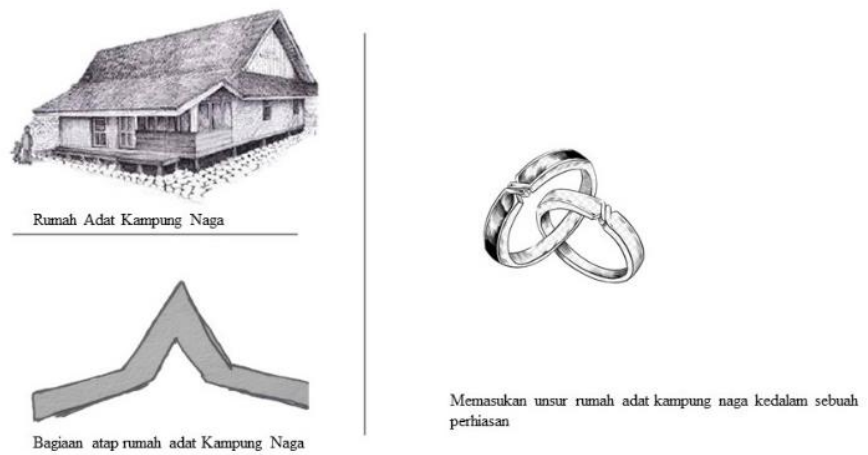 Rumah Adat Kampung Naga
Bagiaan atap rumah adat Kampung Naga
Memasukan unsur rumah adat kampung naga kedalam sebuah
perhiasan